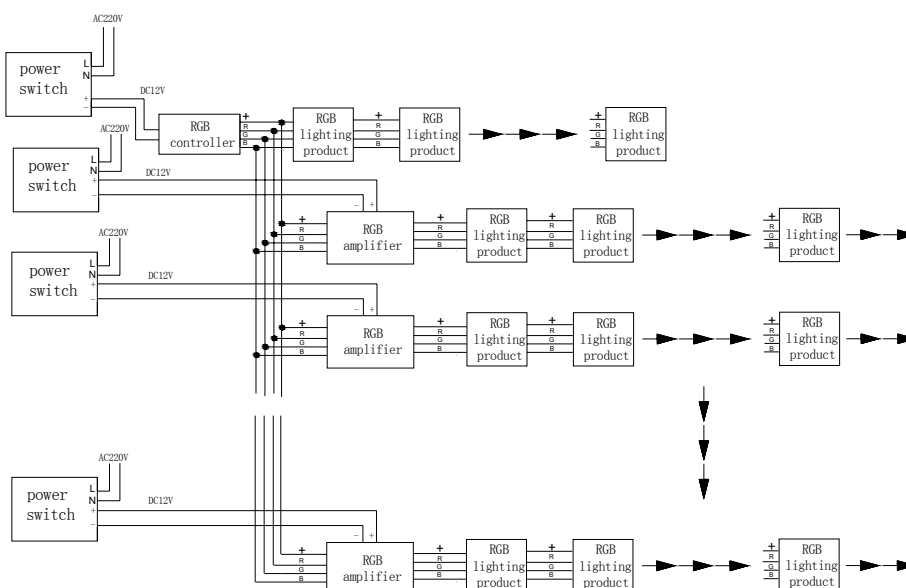 AC220V
power
switch
L
N
+
−
DC12V
RGB
controller
+
R
G
B
RGB
lighting
product
+
R
G
B
RGB
lighting
product
+
R
G
B
RGB
lighting
product
AC220V
power
switch
L
N
+
−
DC12V
− +
+
R
G
B
RGB
amplifier
+
R
G
B
RGB
lighting
product
+
R
G
B
RGB
lighting
product
+
R
G
B
RGB
lighting
product
AC220V
power
switch
L
N
+
−
DC12V
− +
+
R
G
B
RGB
amplifier
+
R
G
B
RGB
lighting
product
+
R
G
B
RGB
lighting
product
+
R
G
B
RGB
lighting
product
AC220V
power
switch
L
N
+
−
DC12V
− +
+
R
G
B
RGB
amplifier
+
R
G
B
RGB
lighting
product
+
R
G
B
RGB
lighting
product
+
R
G
B
RGB
lighting
product